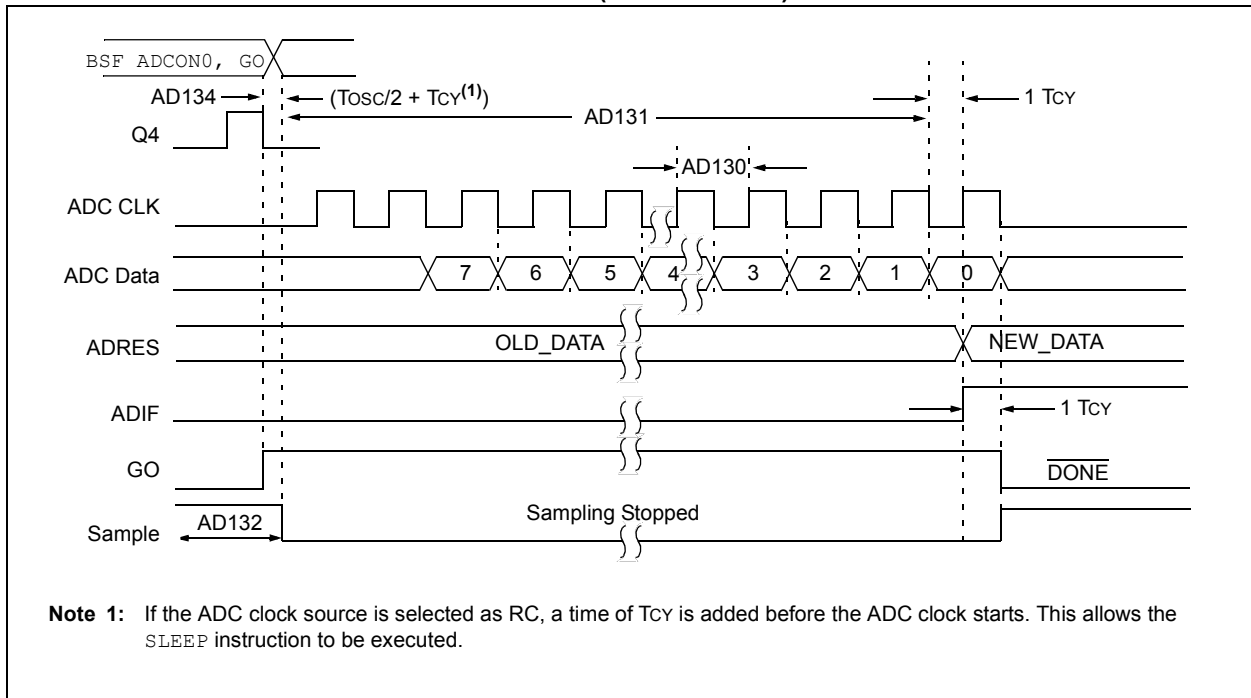 BSF ADCON0, GO
AD134
(TOSC/2 + TCY(1))
1 TCY
AD131
Q4
AD130
ADC CLK
ADC Data
7
6
5
4
3
2
1
0
ADRES
OLD_DATA
NEW_DATA
ADIF
1 TCY
GO
DONE
AD132
Sampling Stopped
Sample
Note 1: If the ADC clock source is selected as RC, a time of TCY is added before the ADC clock starts. This allows the
SLEEP instruction to be executed.